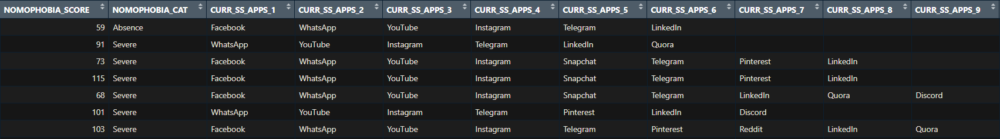 NOMOPHOBIA_SCORE NOMOPHOBIA_CAT CURR_SS_APPS_1 CURR_SS_APPS_2 CURR_SS_APPS_3 CURR_SS_APPS_4 CURR_SS_APPS_5 CURR_SS_APPS_6 CURR_SS_APPS_7 CURR_SS_APPS_8 CURR_SS_APPS_9
59 Absence Facebook WhatsApp YouTube Instagram Telegram LinkedIn
91 Severe WhatsApp YouTube Instagram Telegram LinkedIn Quora
73 Severe Facebook WhatsApp YouTube Instagram Snapchat Telegram Pinterest LinkedIn
115 Severe Facebook WhatsApp YouTube Instagram Snapchat Telegram Pinterest LinkedIn
68 Severe Facebook WhatsApp YouTube Instagram Snapchat Telegram LinkedIn Quora Discord
101 Severe WhatsApp YouTube Instagram Telegram Pinterest LinkedIn Discord
103 Severe Facebook WhatsApp YouTube Instagram Telegram Pinterest Reddit LinkedIn Quora